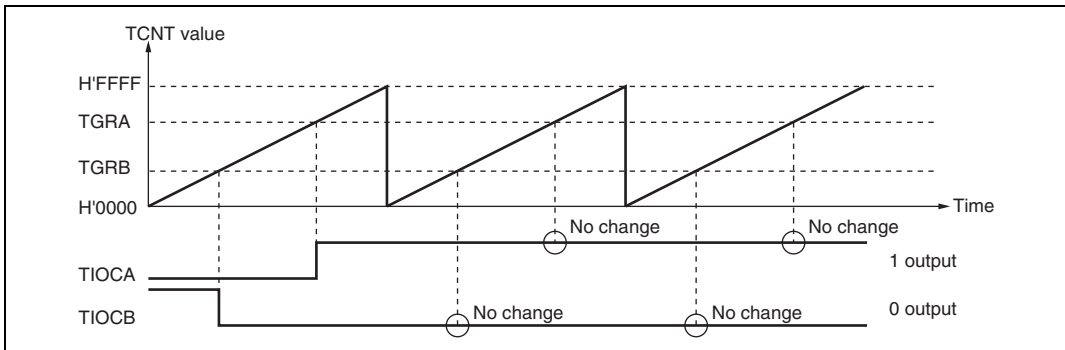 TCNT value
H'FFFF
TGRA
TGRB
H'0000
Time
No change
No change
1 output
TIOCA
No change
No change
0 output
TIOCB